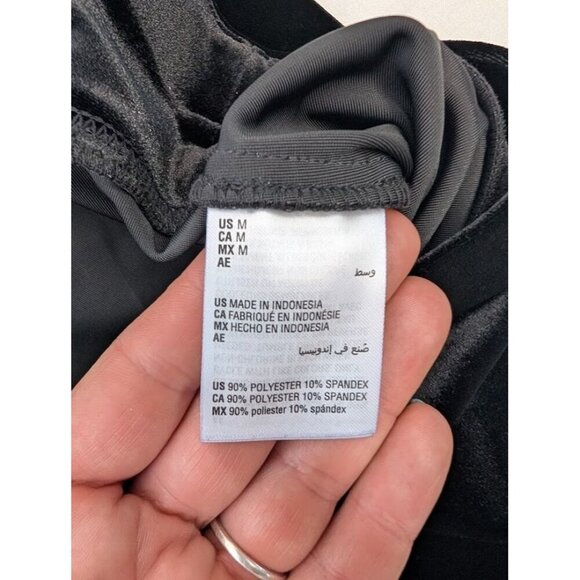 US M
CA M
MX M
AE
وسط
US MADE IN INDONESIA
CA FABRIQUÉ EN INDONÉSIE
MX HECHO EN INDONESIA
AE
صُنع في إندونيسيا
US 90% POLYESTER 10% SPANDEX
CA 90% POLYESTER 10% SPANDEX
MX 90% poliester 10% spándex